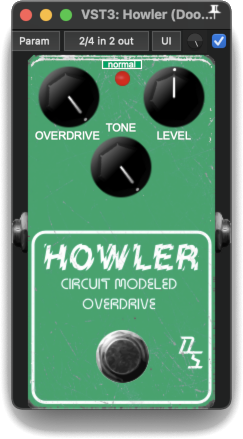 VST3: Howler (Doo...
Param
2/4 in 2 out
UI
normal
OVERDRIVE
TONE
LEVEL
HOWLER
CIRCUIT MODELED
OVERDRIVE